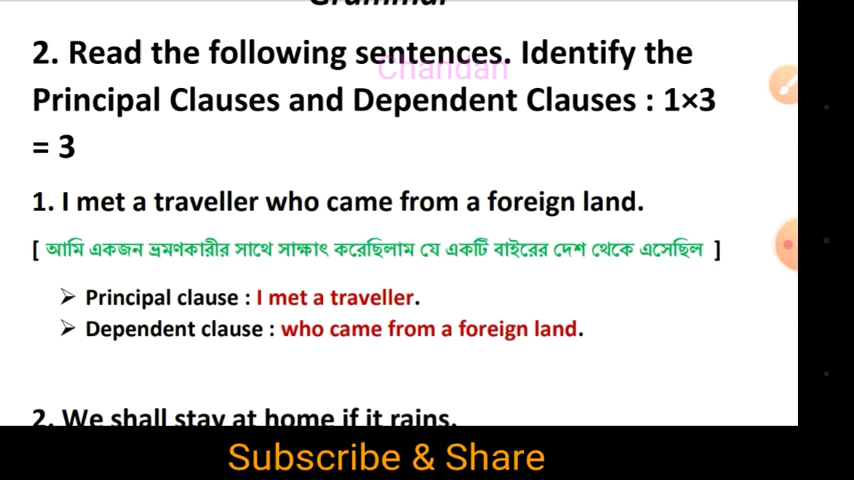 Grammar
2. Read the following sentences. Identify the
Chandan
Principal Clauses and Dependent Clauses : 1×3
= 3
1. I met a traveller who came from a foreign land.
[ আমি একজন ভ্রমণকারীর সাথে সাক্ষাৎ করেছিলাম যে একটি বাইরের দেশ থেকে এসেছিল ]
➢ Principal clause : I met a traveller.
➢ Dependent clause : who came from a foreign land.
2. We shall stay at home if it rains.
Subscribe & Share